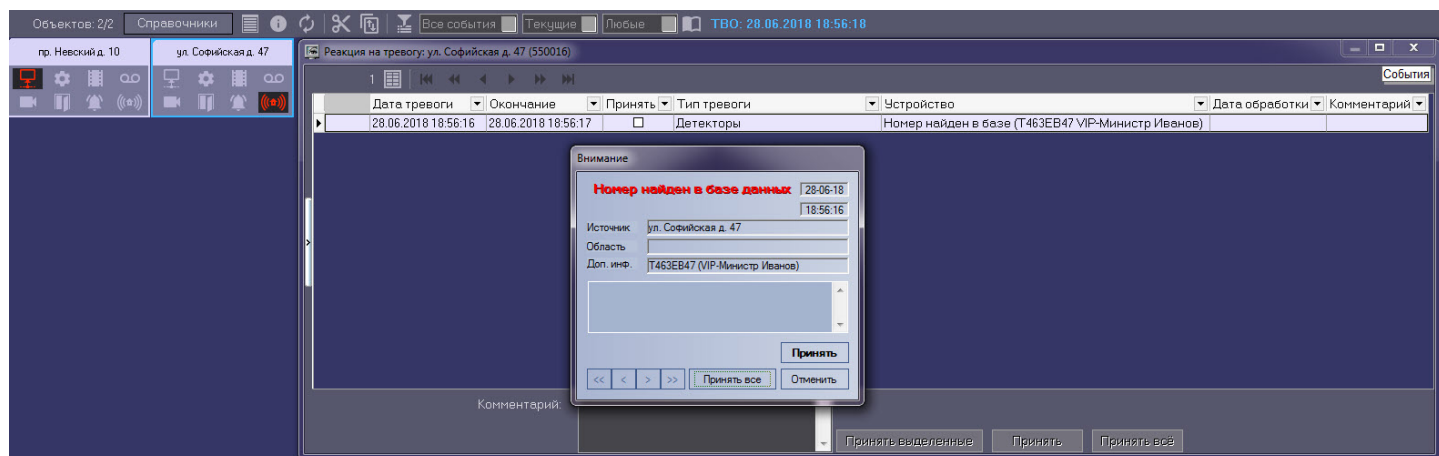 Объектов: 2/2 Справочники Все события Текущие Любые ТВО: 28.06.2018 18:56:18
пр. Невский д. 10 ул. Софийская д. 47
Реакция на тревогу: ул. Софийская д. 47 (550016)
1
События
Дата тревоги Окончание Принять Тип тревоги Устройство Дата обработки Комментарий
28.06.2018 18:56:16 28.06.2018 18:56:17 Детекторы Номер найден в базе (T463EB47 VIP-Министр Иванов)
Внимание
Номер найден в базе данных 28-06-18
18:56:16
Источник ул. Софийская д. 47
Область
Доп. инф. T463EB47 (VIP-Министр Иванов)
Принять
<< < > >> Принять все Отменить
Комментарий:
Принять выделенные Принять Принять всё